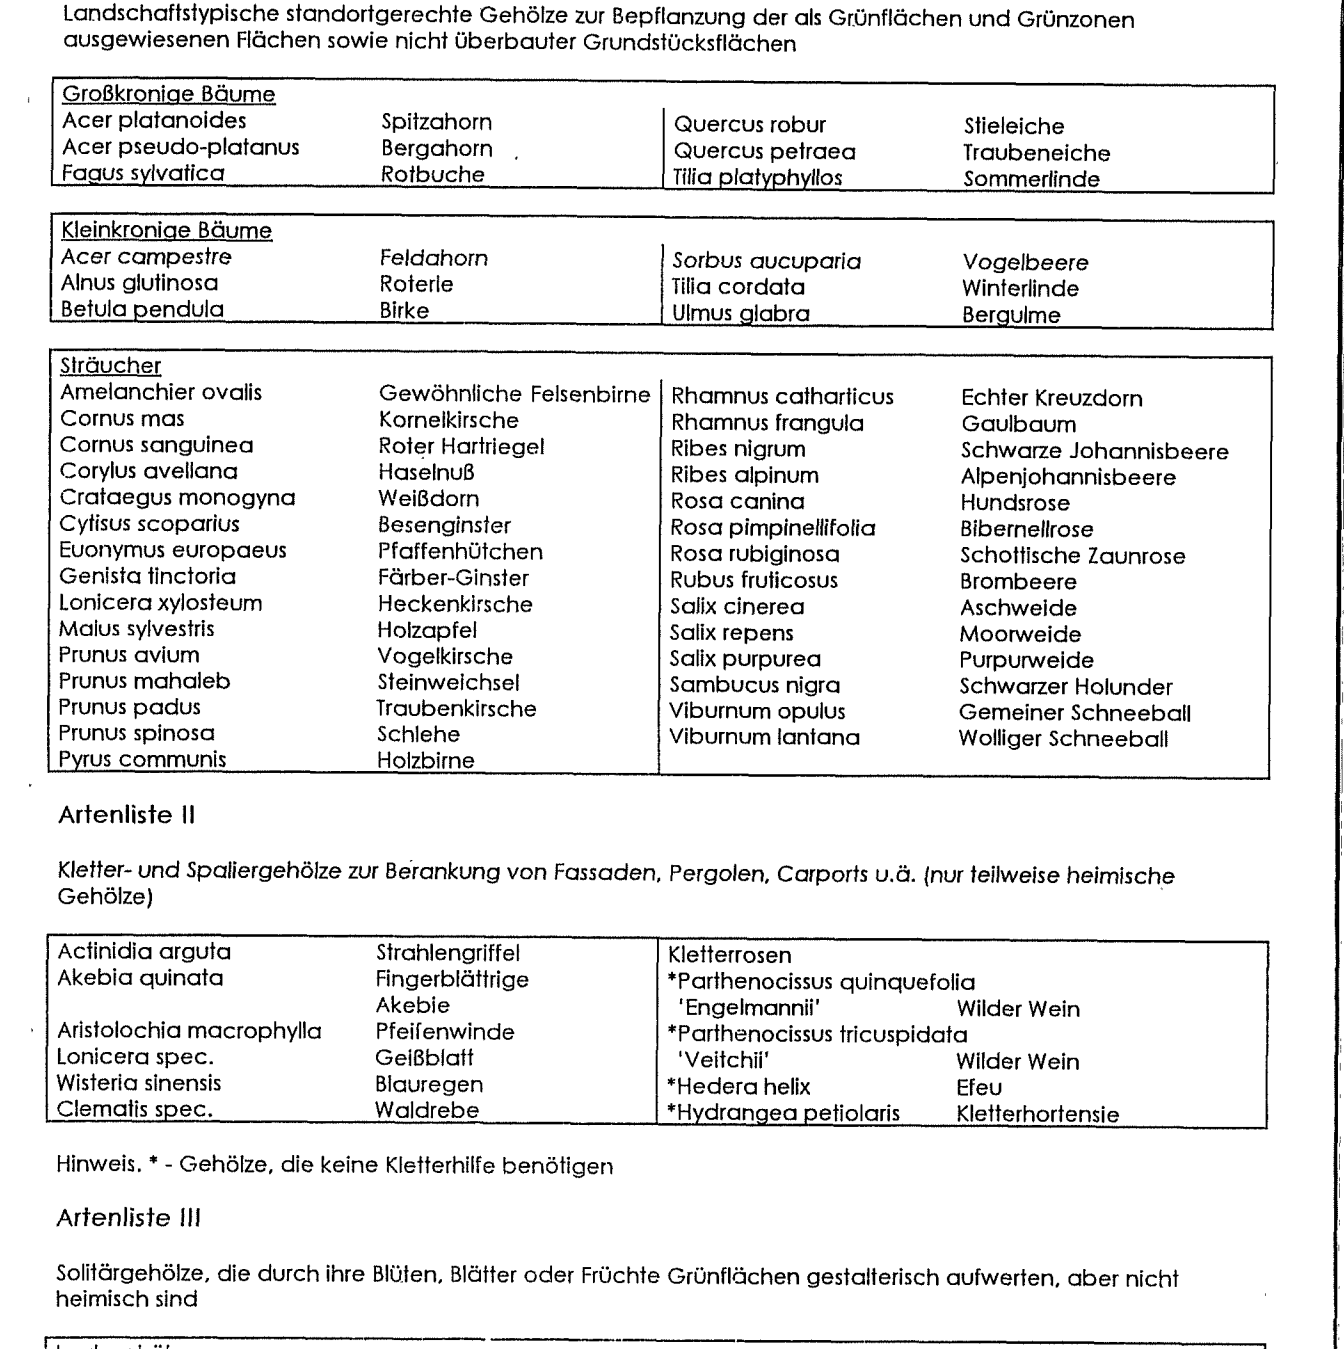 Landschaftstypische standortgerechte Gehölze zur Bepflanzung der als Grünflächen und Grünzonen
ausgewiesenen Flächen sowie nicht überbauter Grundstücksflächen
Großkronige Bäume
Acer platanoides Spitzahorn Quercus robur Stieleiche
Acer pseudo-platanus Bergahorn Quercus petraea Traubeneiche
Fagus sylvatica Rotbuche Tilia platyphyllos Sommerlinde
Kleinkronige Bäume
Acer campestre Feldahorn Sorbus aucuparia Vogelbeere
Alnus glutinosa Roterle Tilia cordata Winterlinde
Betula pendula Birke Ulmus glabra Bergulme
Sträucher
Amelanchier ovalis Gewöhnliche Felsenbirne Rhamnus catharticus Echter Kreuzdorn
Cornus mas Kornelkirsche Rhamnus frangula Gaulbaum
Cornus sanguinea Roter Hartriegel Ribes nigrum Schwarze Johannisbeere
Corylus avellana Haselnuß Ribes alpinum Alpenjohannisbeere
Crataegus monogyna Weißdorn Rosa canina Hundsrose
Cytisus scoparius Besenginster Rosa pimpinellifolia Bibernellrose
Euonymus europaeus Pfaffenhütchen Rosa rubiginosa Schottische Zaunrose
Genista tinctoria Färber-Ginster Rubus fruticosus Brombeere
Lonicera xylosteum Heckenkirsche Salix cinerea Aschweide
Malus sylvestris Holzapfel Salix repens Moorweide
Prunus avium Vogelkirsche Salix purpurea Purpurweide
Prunus mahaleb Steinweichsel Sambucus nigra Schwarzer Holunder
Prunus padus Traubenkirsche Viburnum opulus Gemeiner Schneeball
Prunus spinosa Schlehe Viburnum lantana Wolliger Schneeball
Pyrus communis Holzbirne
Artenliste II
Kletter- und Spaliergehölze zur Berankung von Fassaden, Pergolen, Carports u.ä. (nur teilweise heimische
Gehölze)
Actinidia arguta Strahlengriffel Kletterrosen
Akebia quinata Fingerblättrige *Parthenocissus quinquefolia
Akebie 'Engelmannii' Wilder Wein
Aristolochia macrophylla Pfeifenwinde *Parthenocissus tricuspidata
Lonicera spec. Geißblatt 'Veitchii' Wilder Wein
Wisteria sinensis Blauregen *Hedera helix Efeu
Clematis spec. Waldrebe *Hydrangea petiolaris Kletterhortensie
Hinweis. * - Gehölze, die keine Kletterhilfe benötigen
Artenliste III
Solitärgehölze, die durch ihre Blüten, Blätter oder Früchte Grünflächen gestalterisch aufwerten, aber nicht
heimisch sind